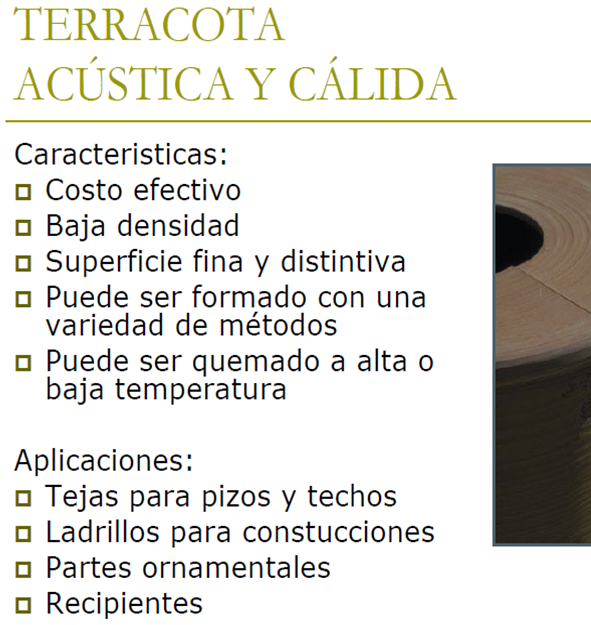 TERRACOTA
ACÚSTICA Y CÁLIDA
Caracteristicas:
Costo efectivo
Baja densidad
Superficie fina y distintiva
Puede ser formado con una
variedad de métodos
Puede ser quemado a alta o
baja temperatura
Aplicaciones:
Tejas para pizos y techos
Ladrillos para constucciones
Partes ornamentales
Recipientes